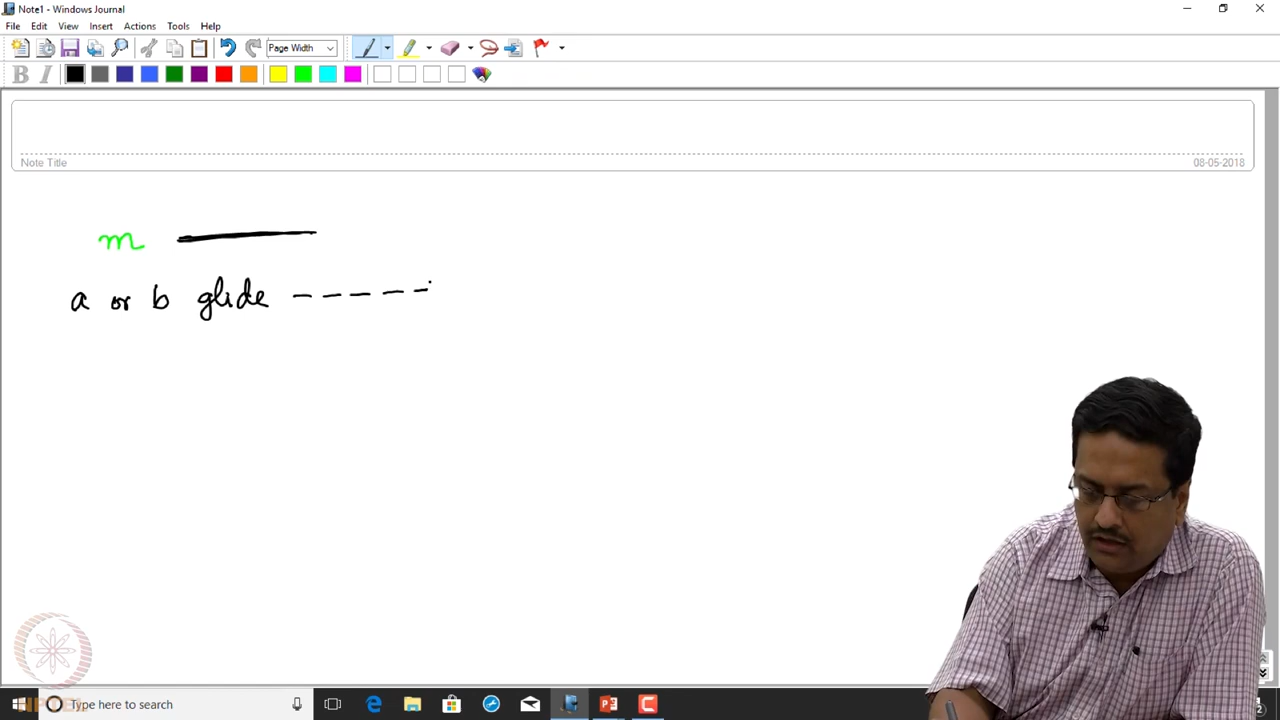 Note1 - Windows Journal
File Edit View Insert Actions Tools Help
Page Width
B I
Note Title
08-05-2018
m
a or b glide
Type here to search